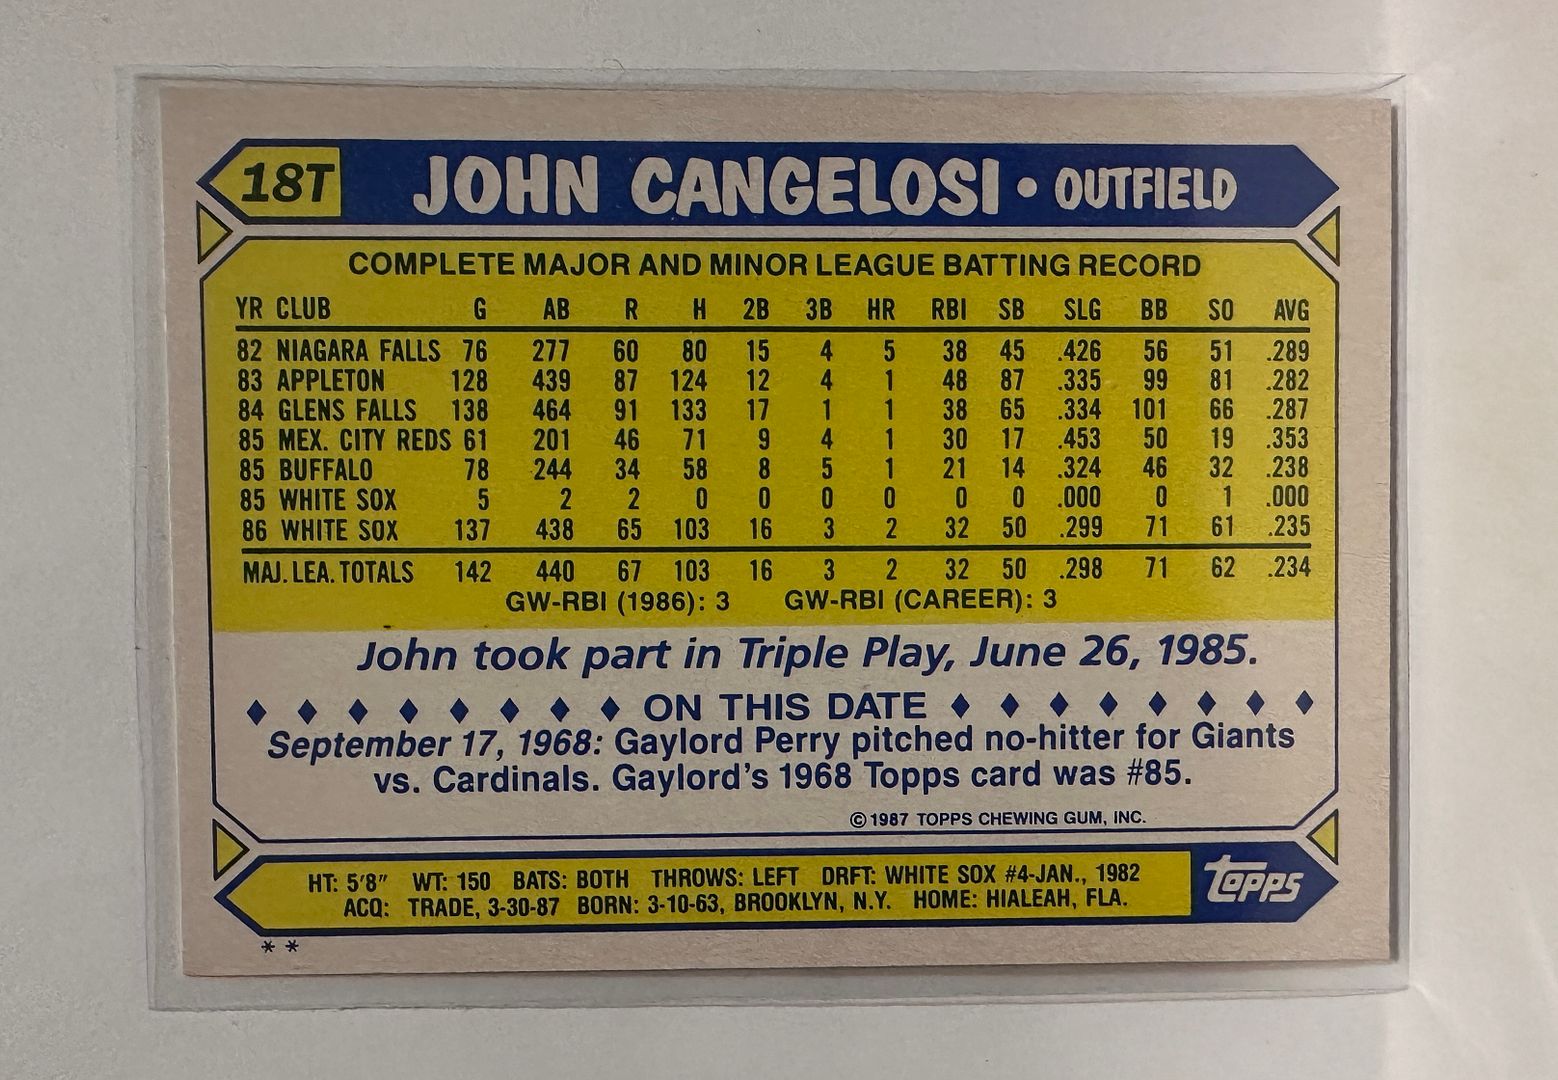 18T JOHN CANGELOSI • OUTFIELD
COMPLETE MAJOR AND MINOR LEAGUE BATTING RECORD
YR CLUB G AB R H 2B 3B HR RBI SB SLG BB SO AVG
82 NIAGARA FALLS 76 277 60 80 15 4 5 38 45 .426 56 51 .289
83 APPLETON 128 439 87 124 12 4 1 48 87 .335 99 81 .282
84 GLENS FALLS 138 464 91 133 17 1 1 38 65 .334 101 66 .287
85 MEX. CITY REDS 61 201 46 71 9 4 1 30 17 .453 50 19 .353
85 BUFFALO 78 244 34 58 8 5 1 21 14 .324 46 32 .238
85 WHITE SOX 5 2 2 0 0 0 0 0 0 .000 0 1 .000
86 WHITE SOX 137 438 65 103 16 3 2 32 50 .299 71 61 .235
MAJ. LEA. TOTALS 142 440 67 103 16 3 2 32 50 .298 71 62 .234
GW-RBI (1986): 3 GW-RBI (CAREER): 3
John took part in Triple Play, June 26, 1985.
♦ ♦ ♦ ♦ ♦ ♦ ♦ ♦ ON THIS DATE ♦ ♦ ♦ ♦ ♦ ♦ ♦ ♦
September 17, 1968: Gaylord Perry pitched no-hitter for Giants
vs. Cardinals. Gaylord's 1968 Topps card was #85.
© 1987 TOPPS CHEWING GUM, INC.
HT: 5'8" WT: 150 BATS: BOTH THROWS: LEFT DRFT: WHITE SOX #4-JAN., 1982
ACQ: TRADE, 3-30-87 BORN: 3-10-63, BROOKLYN, N.Y. HOME: HIALEAH, FLA.
topps
* *